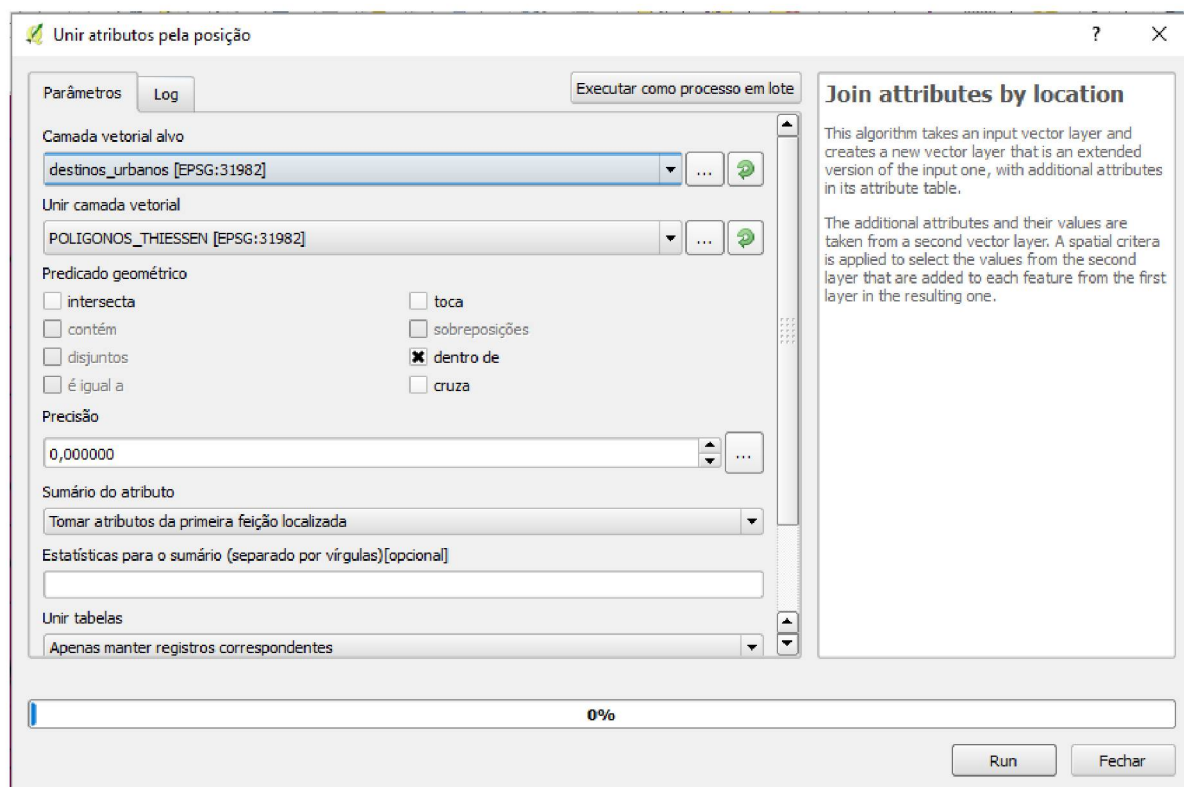 Unir atributos pela posição
?
Parâmetros
Log
Executar como processo em lote
Camada vetorial alvo
destinos_urbanos [EPSG:31982]
...
Unir camada vetorial
POLIGONOS_THIESSEN [EPSG:31982]
...
Predicado geométrico
intersecta
toca
contém
sobreposições
disjuntos
dentro de
é igual a
cruza
Precisão
0,000000
...
Sumário do atributo
Tomar atributos da primeira feição localizada
Estatísticas para o sumário (separado por vírgulas)[opcional]
Unir tabelas
Apenas manter registros correspondentes
Join attributes by location
This algorithm takes an input vector layer and
creates a new vector layer that is an extended
version of the input one, with additional attributes
in its attribute table.
The additional attributes and their values are
taken from a second vector layer. A spatial critera
is applied to select the values from the second
layer that are added to each feature from the first
layer in the resulting one.
0%
Run
Fechar